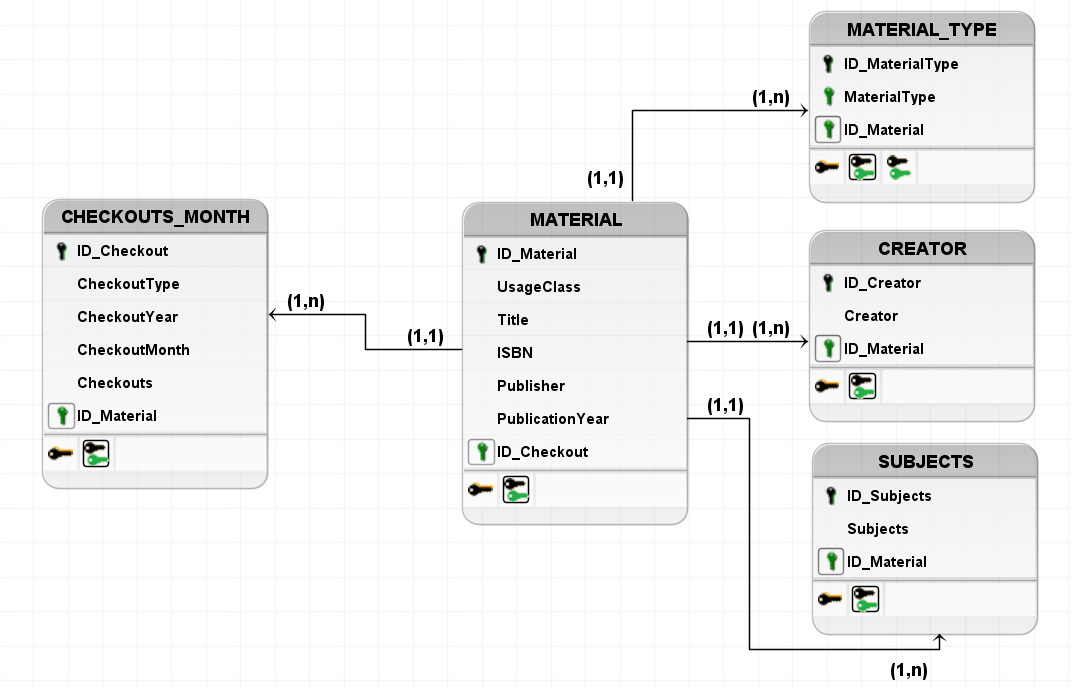 MATERIAL_TYPE
ID_MaterialType
MaterialType
ID_Material
(1,n)
(1,1)
CHECKOUTS_MONTH
ID_Checkout
CheckoutType
CheckoutYear
CheckoutMonth
Checkouts
ID_Material
(1,n)
(1,1)
MATERIAL
ID_Material
UsageClass
Title
ISBN
Publisher
PublicationYear
ID_Checkout
(1,1) (1,n)
(1,1)
CREATOR
ID_Creator
Creator
ID_Material
SUBJECTS
ID_Subjects
Subjects
ID_Material
(1,n)